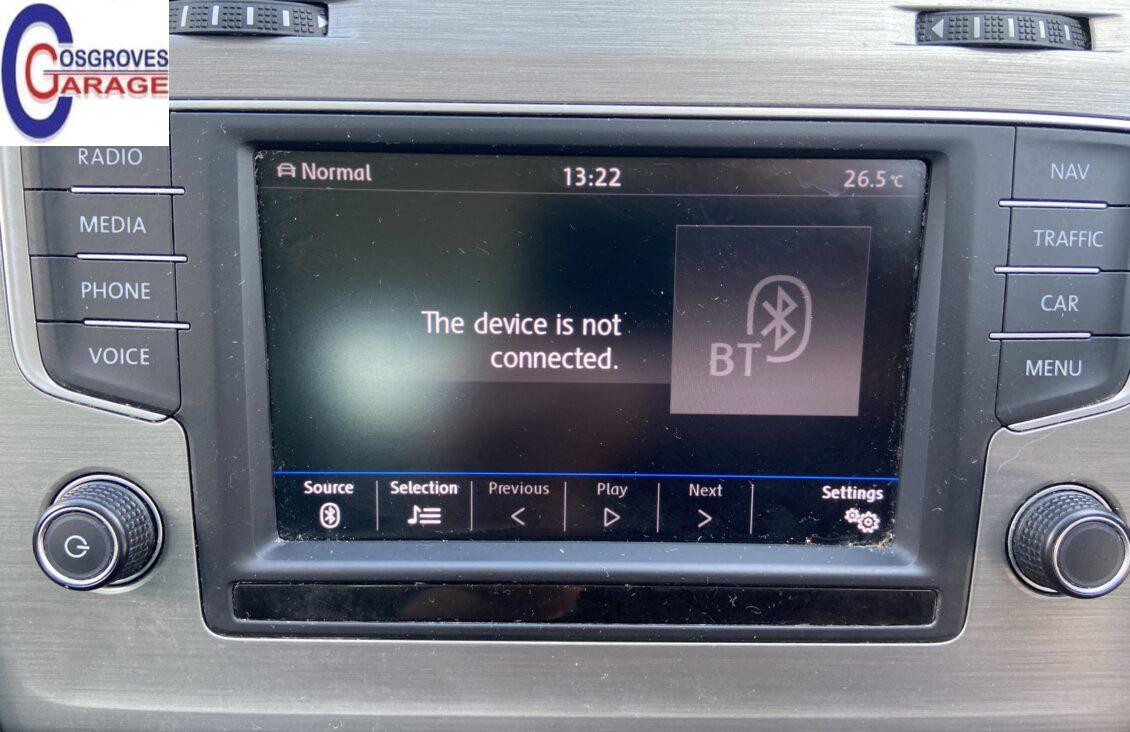 COSGROVES
GARAGE
RADIO
MEDIA
PHONE
VOICE
Normal
13:22
26.5°C
The device is not
connected.
BT
Source
Selection
Previous
Play
Next
Settings
NAV
TRAFFIC
CAR
MENU